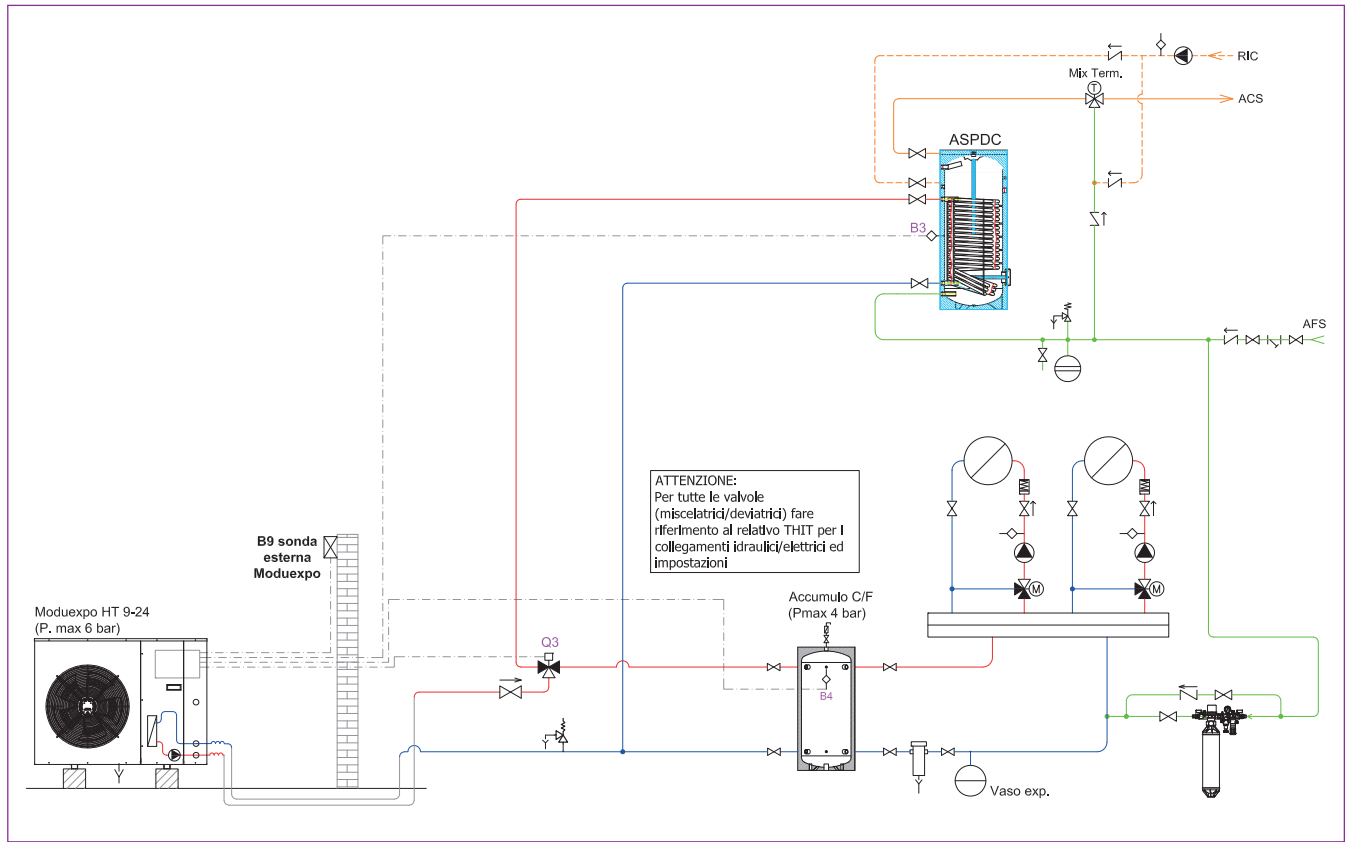 RIC
Mix Term.
T
ACS
ASPDC
B3
AFS
ATTENZIONE:
Per tutte le valvole
(miscelatrici/deviatrici) fare
riferimento al relativo THIT per i
collegamenti idraulici/elettrici ed
impostazioni
B9 sonda
esterna
Moduexpo
M
M
Moduexpo HT 9-24
(P. max 6 bar)
Accumulo C/F
(Pmax 4 bar)
Q3
B4
Vaso exp.